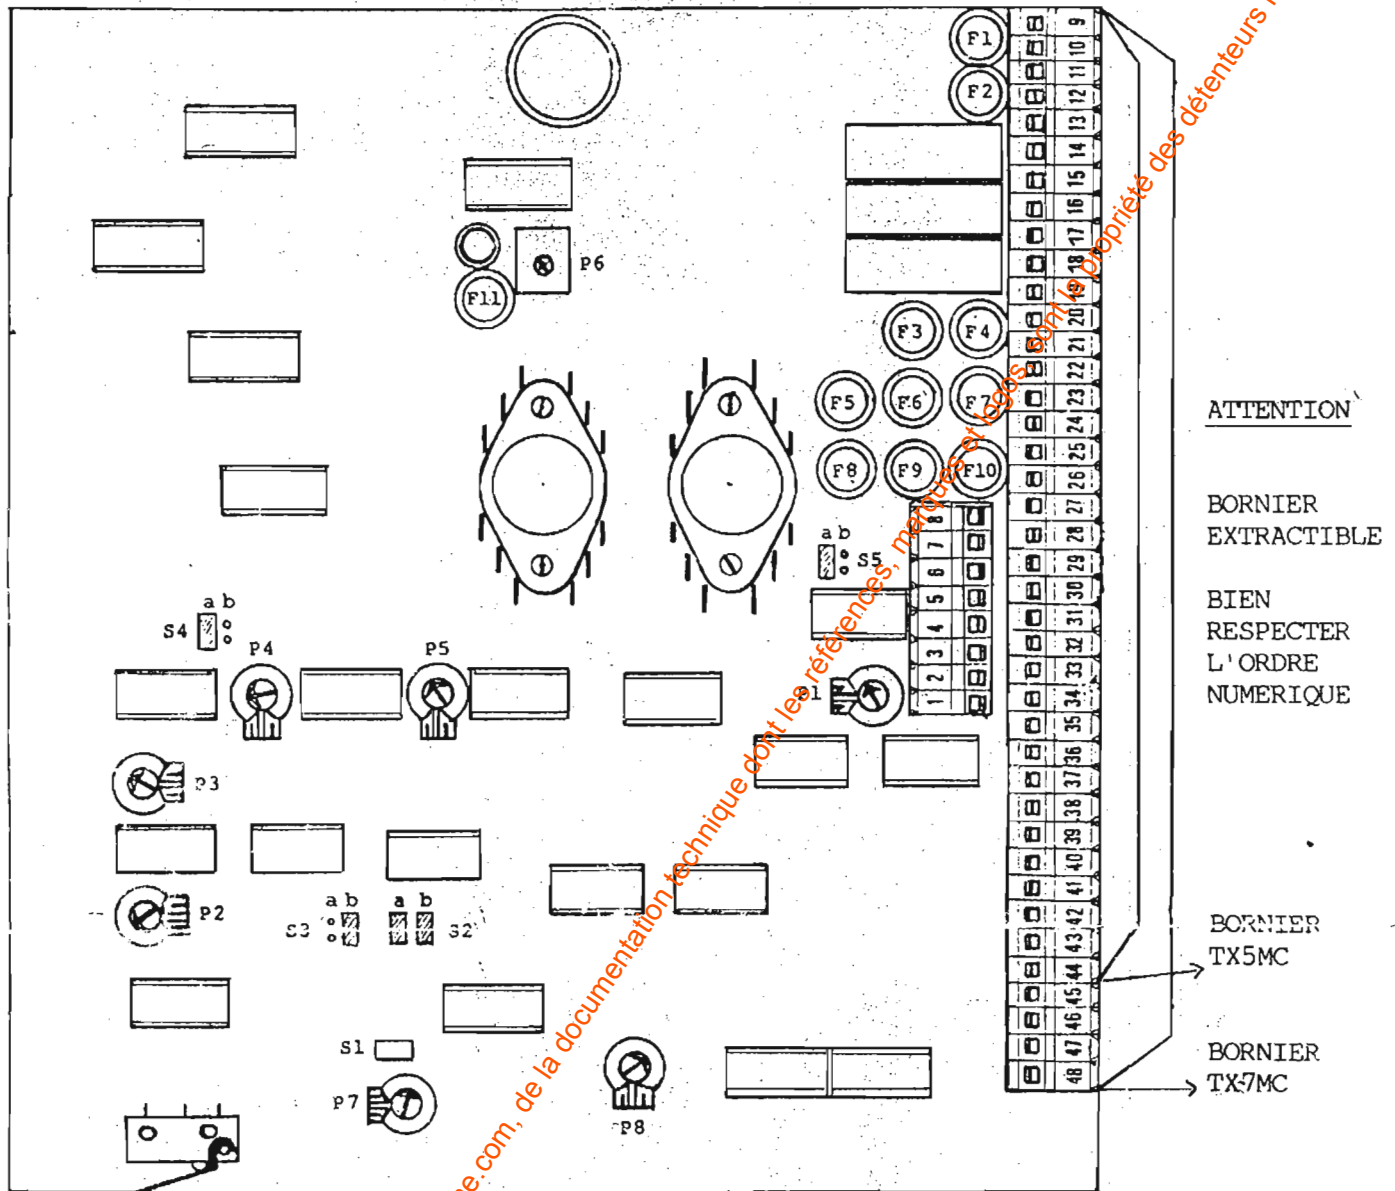 F1
F2
9
10
11
12
13
14
15
16
17
18
19
20
21
22
23
24
25
26
27
28
29
30
31
32
33
34
35
36
37
38
39
40
41
42
43
44
45
46
47
48
P6
F11
F3 F4
F5 F6 F7
F8 F9 F10
8
7
6
5
4
3
2
1
a b
S5
a b
S4
P4
P5
P1
P3
P2
a b
S3
a b
S2
S1
P7
P8
ATTENTION
BORNIER
EXTRACTIBLE
BIEN
RESPECTER
L'ORDRE
NUMERIQUE
BORNIER
TX5MC
BORNIER
TX-7MC
e.com, de la documentation technique dont les références, marques et logos, sont la propriété des détenteurs